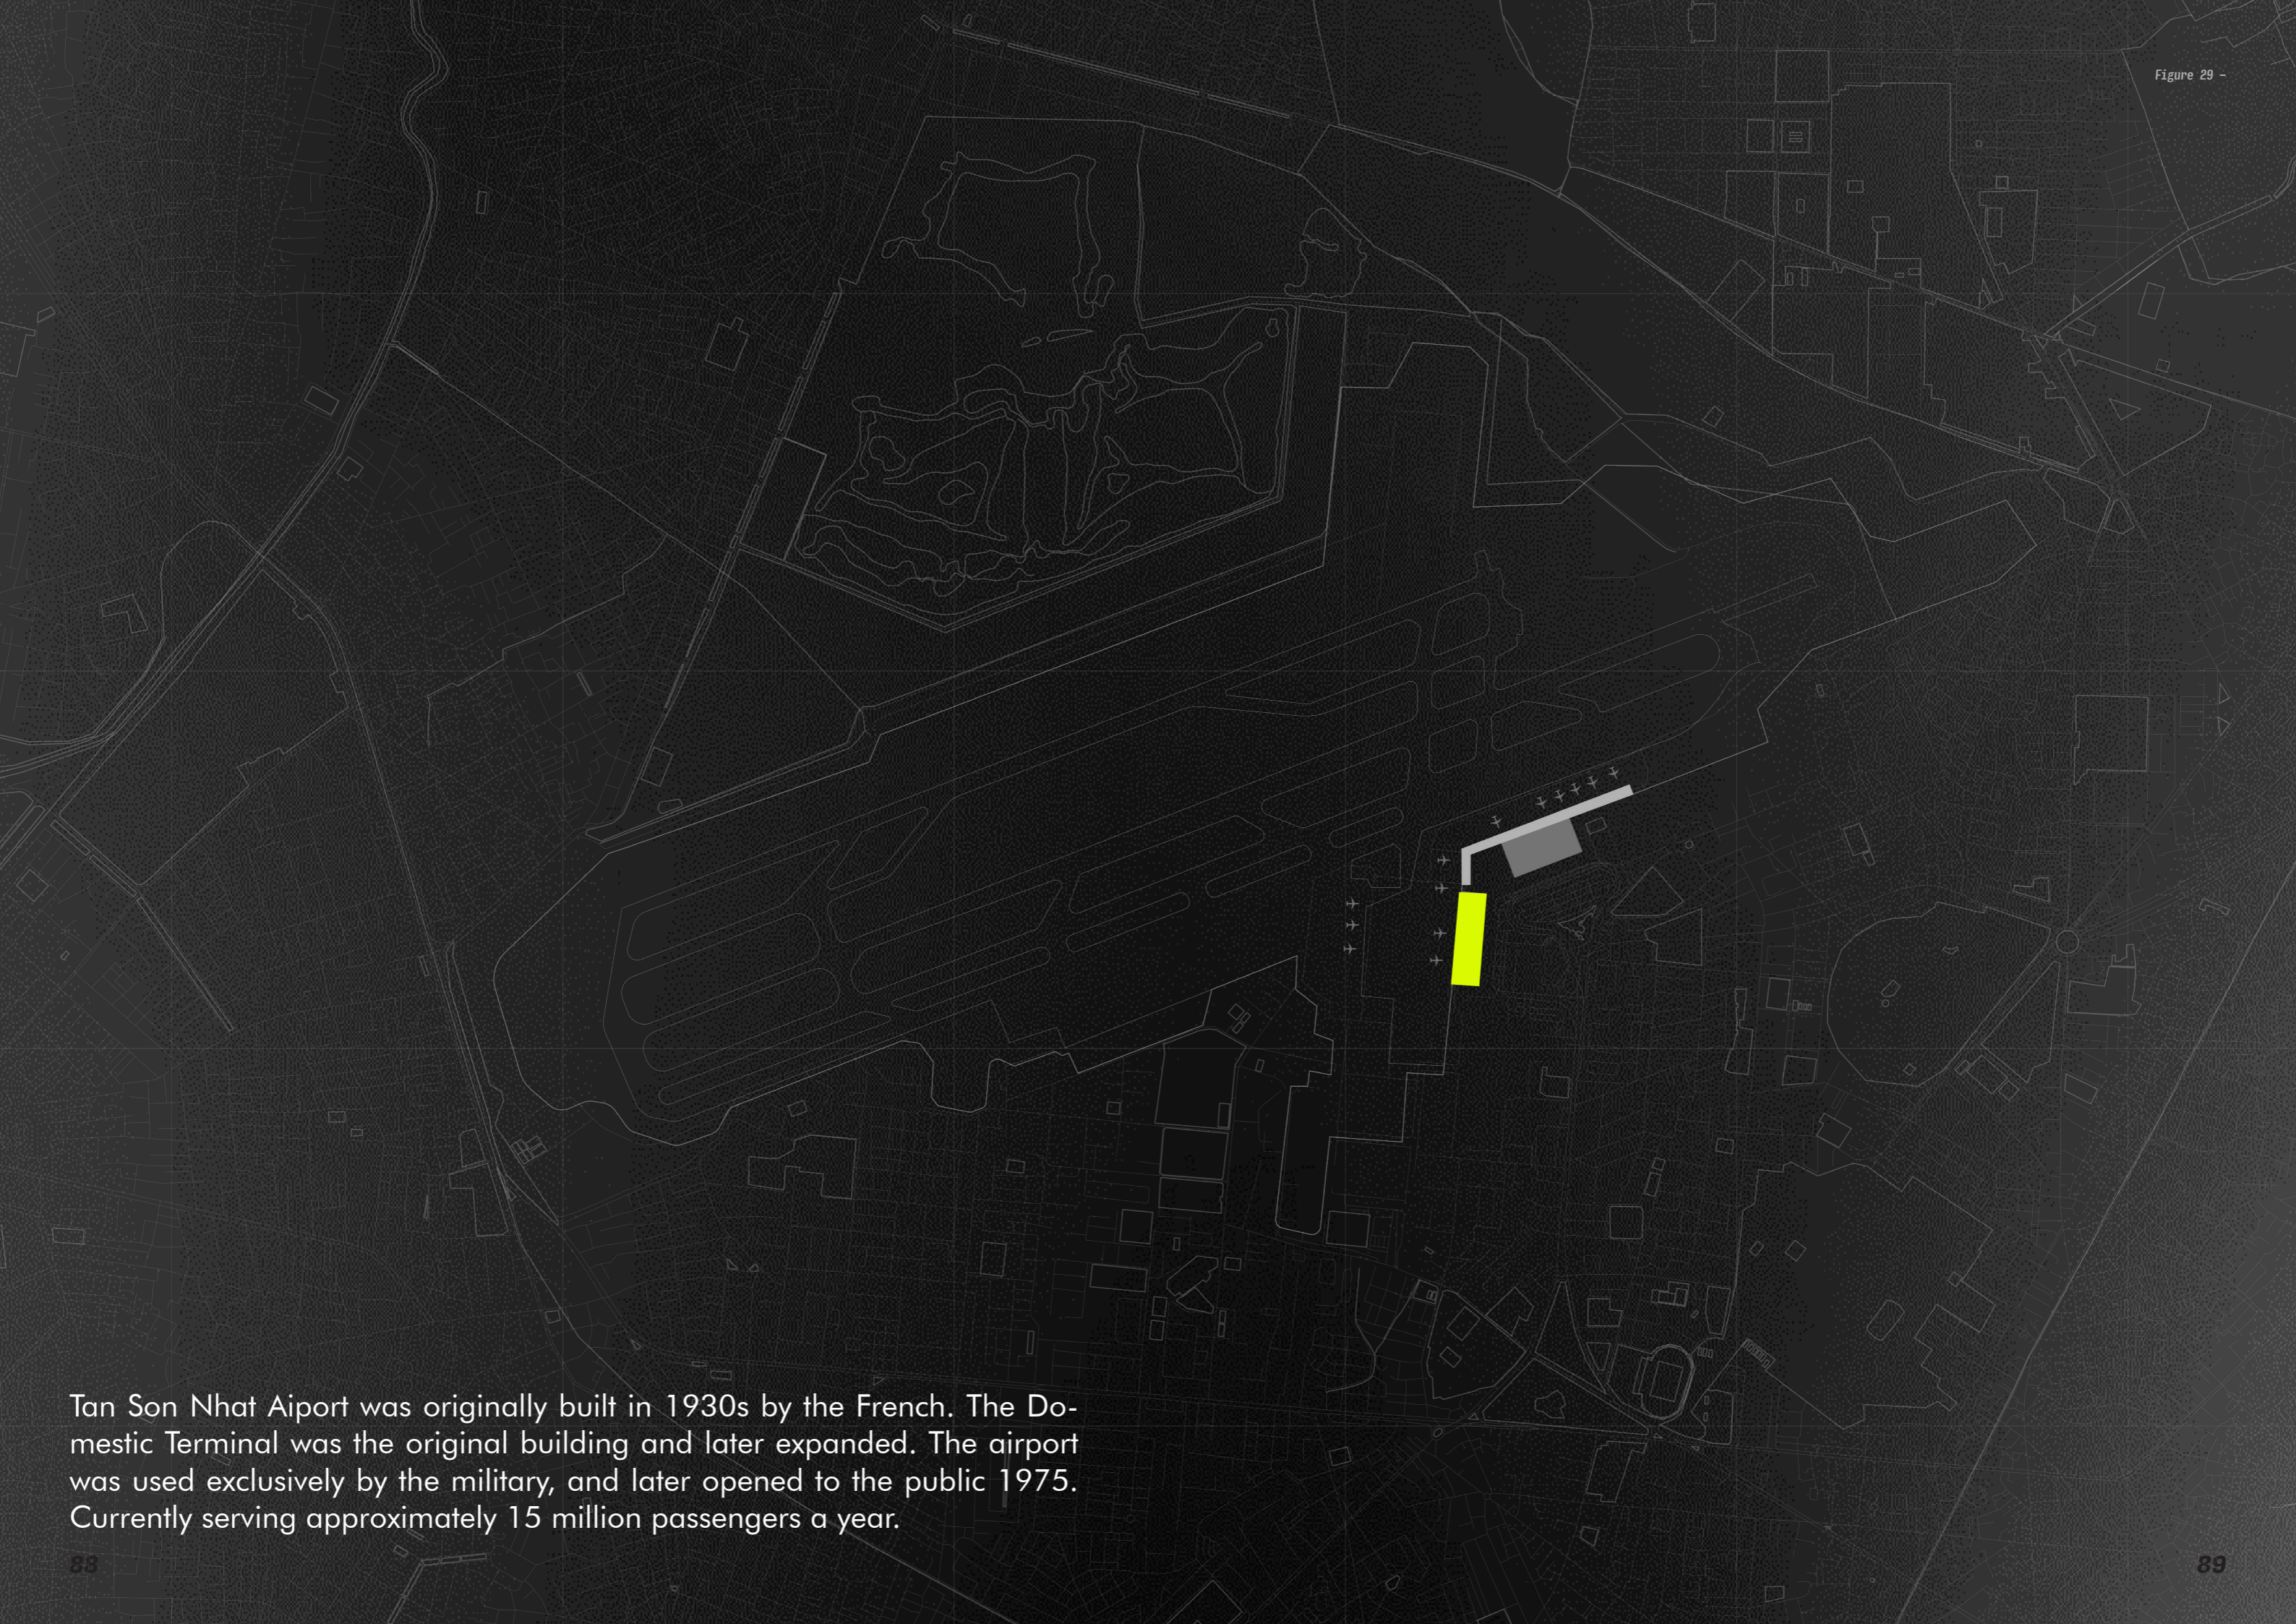 Figure 29 –
Tan Son Nhat Aiport was originally built in 1930s by the French. The Do-
mestic Terminal was the original building and later expanded. The airport
was used exclusively by the military, and later opened to the public 1975.
Currently serving approximately 15 million passengers a year.
88
89